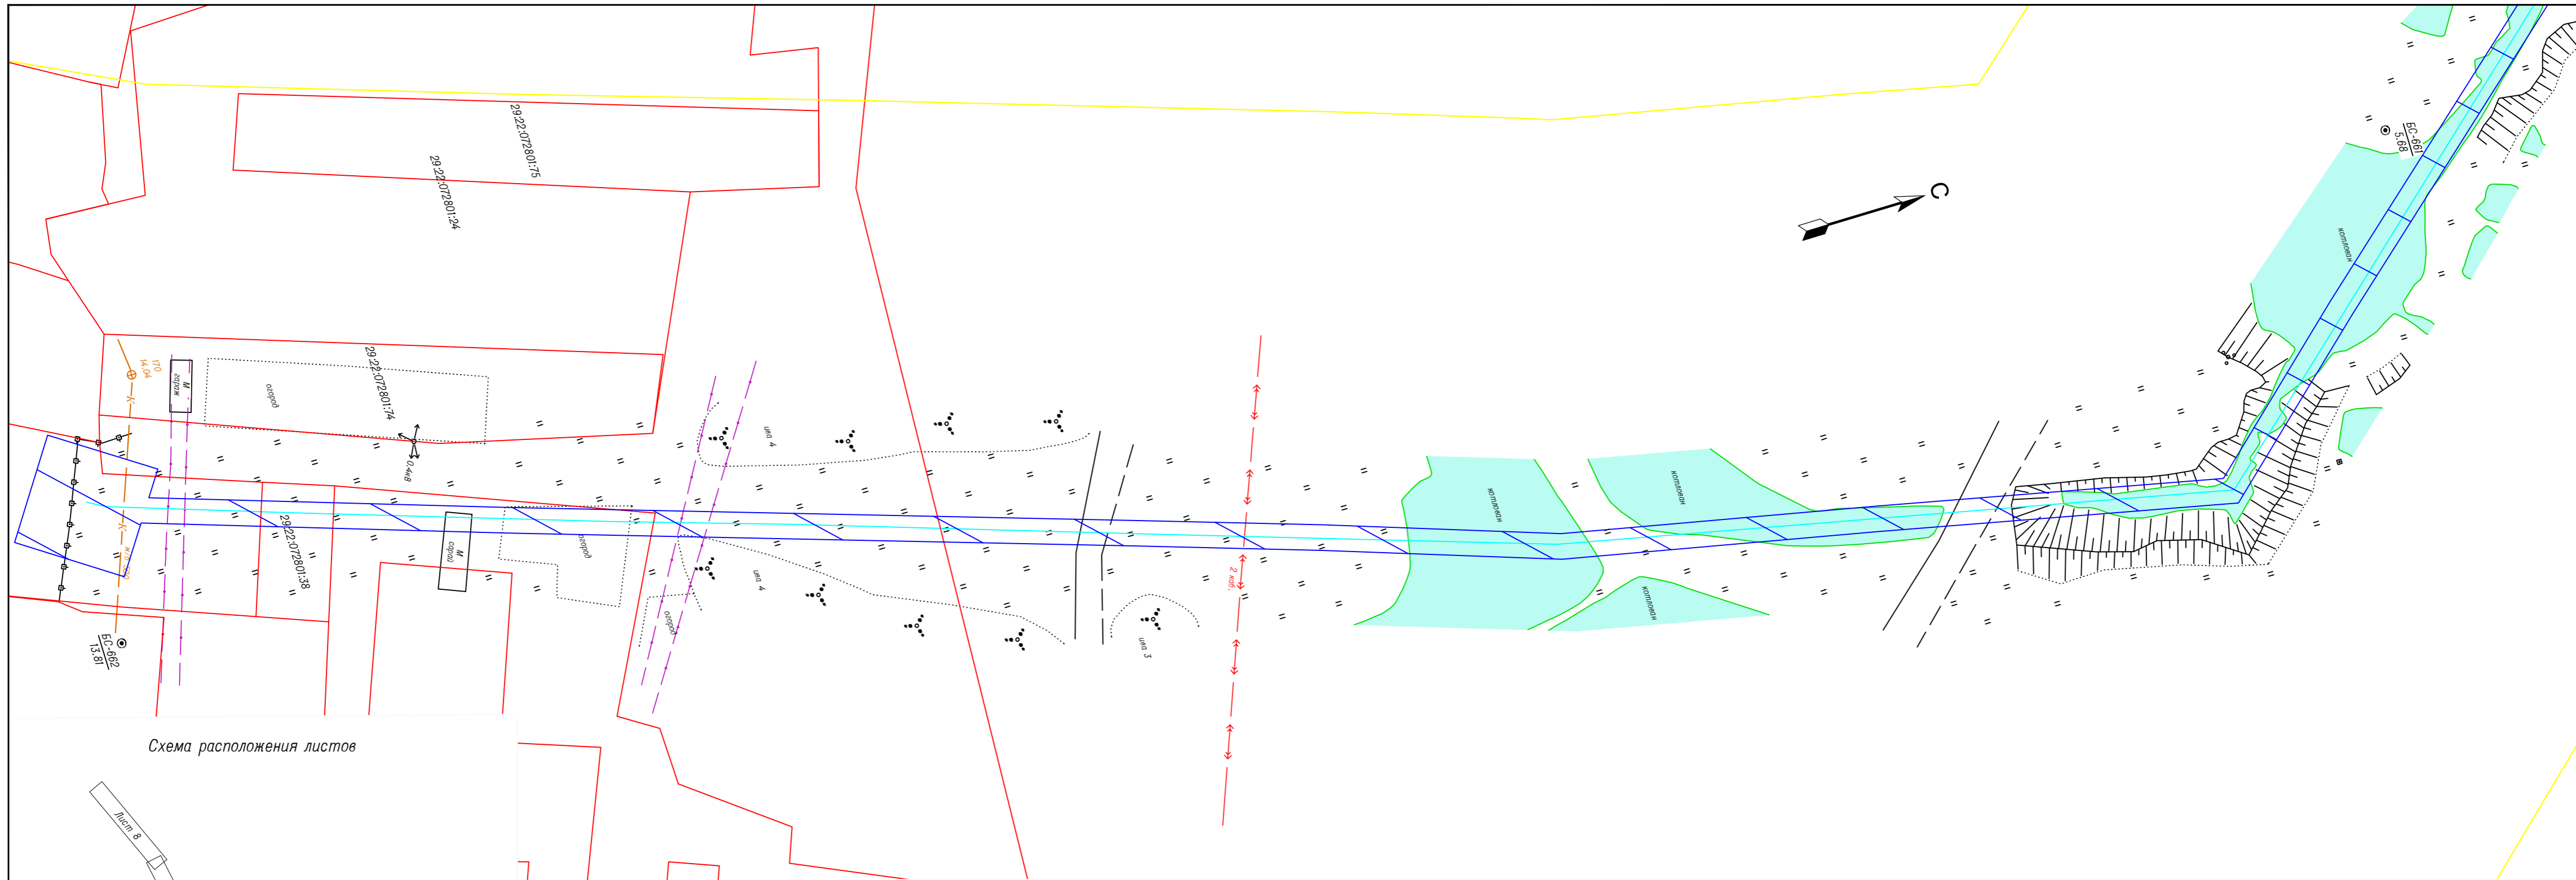 29:22:072801:75
29:22:072801:24
С
БС-661
5.68
котлован
170
14.04
К
М
гараж
огород
29:22:072801:74
0.4кВ
ива 4
К
29:22:072801:38
М
сарай
огород
ива 4
огород
ива 3
2 каб.
котлован
котлован
котлован
БС-662
13.81
Схема расположения листов
Лист 8